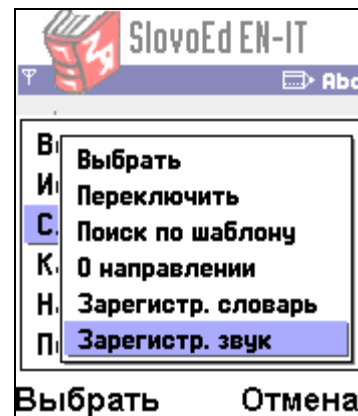 SlovoEd EN-IT
Abc
Выбрать
Переключить
Поиск по шаблону
О направлении
Зарегистр. словарь
Зарегистр. звук
Выбрать Отмена